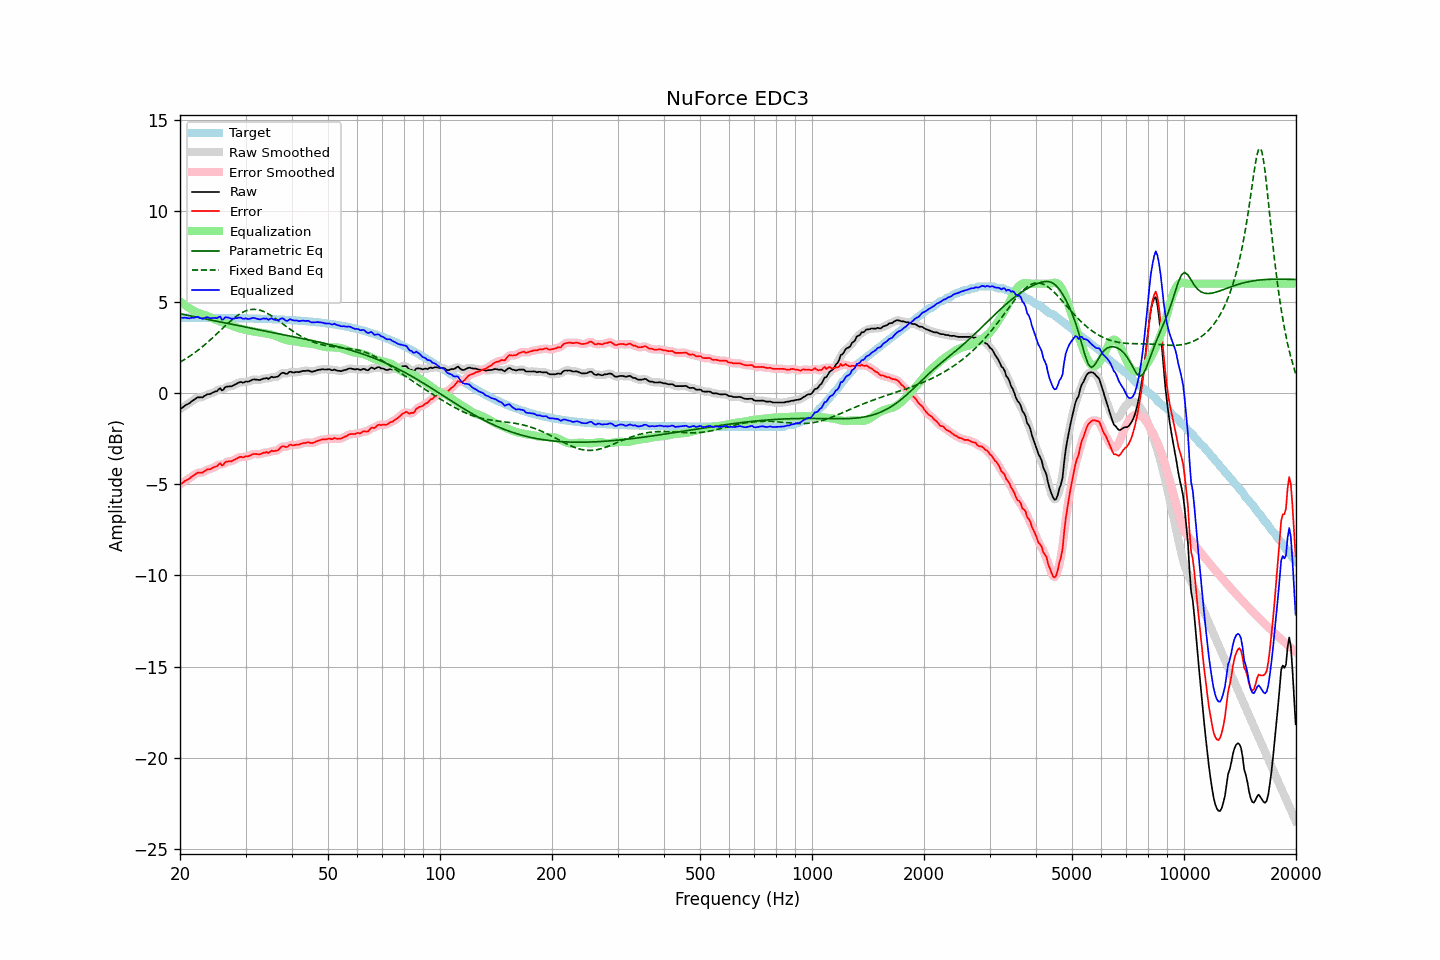 NuForce EDC3
Amplitude (dBr)
15
10
5
0
−5
−10
−15
−20
−25
Target
Raw Smoothed
Error Smoothed
Raw
Error
Equalization
Parametric Eq
Fixed Band Eq
Equalized
20 50 100 200 500 1000 2000 5000 10000 20000
Frequency (Hz)